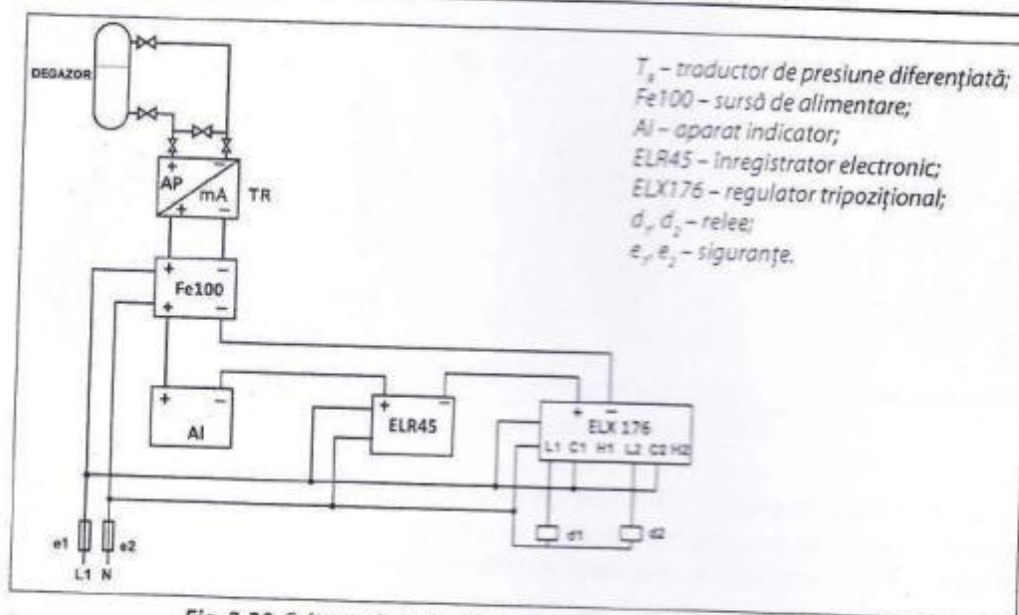 DEGAZOR
AP
mA
TR
+ −
+ −
+ −
Fe100
+ −
+ −
AI
+ −
ELR45
+ −
ELX 176
L1 C1 H1 L2 C2 H2
e1
e2
L1 N
d1
d2
Tx – traductor de presiune diferențiată;
Fe100 – sursă de alimentare;
AI – aparat indicator;
ELR45 – înregistrator electronic;
ELX176 – regulator tripozițional;
d1, d2 – relee;
e1, e2 – siguranțe.